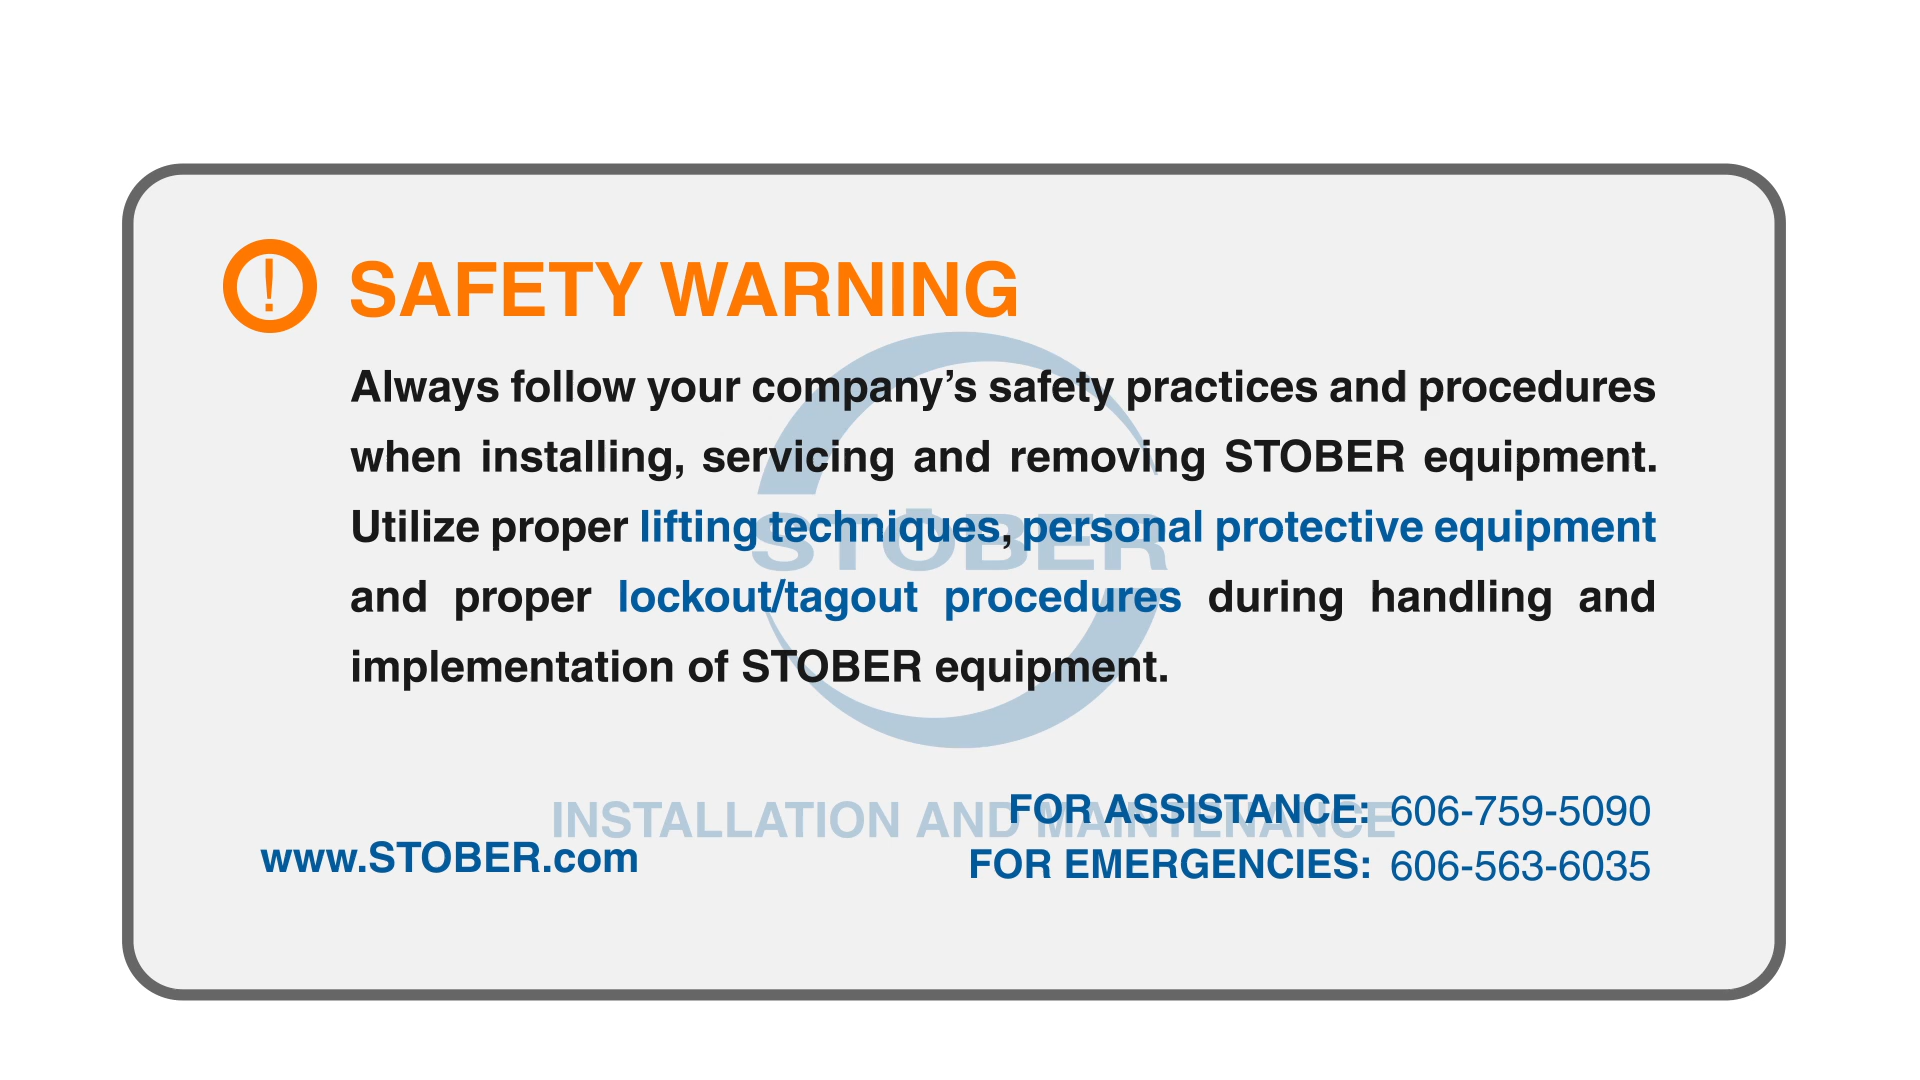 ! SAFETY WARNING
Always follow your company’s safety practices and procedures
when installing, servicing and removing STOBER equipment.
Utilize proper lifting techniques, personal protective equipment
and proper lockout/tagout procedures during handling and
implementation of STOBER equipment.
STÖBER
INSTALLATION AND MAINTENANCE
www.STOBER.com
FOR ASSISTANCE: 606-759-5090
FOR EMERGENCIES: 606-563-6035